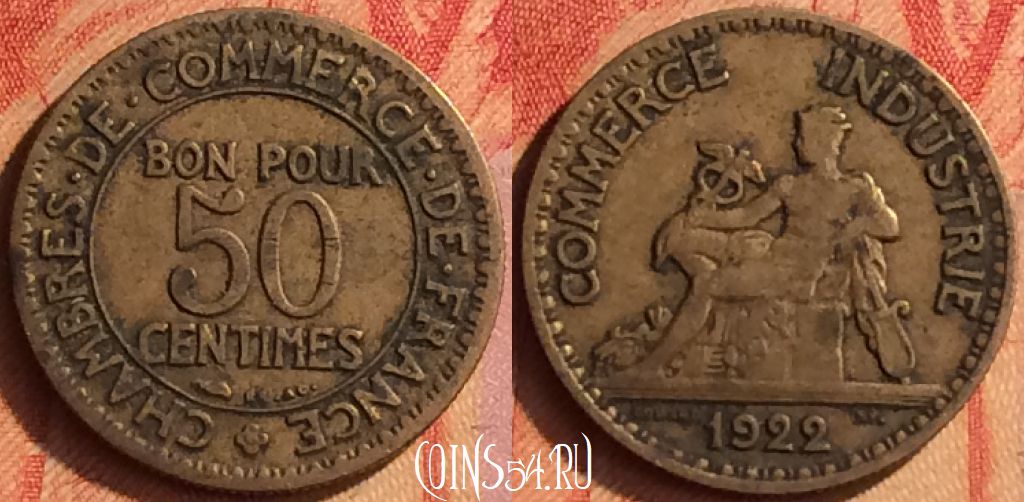 CHAMBRES · DE · COMMERCE · DE · FRANCE
BON POUR
50
CENTIMES
COMMERCE INDUSTRIE
1922
COINS54.RU